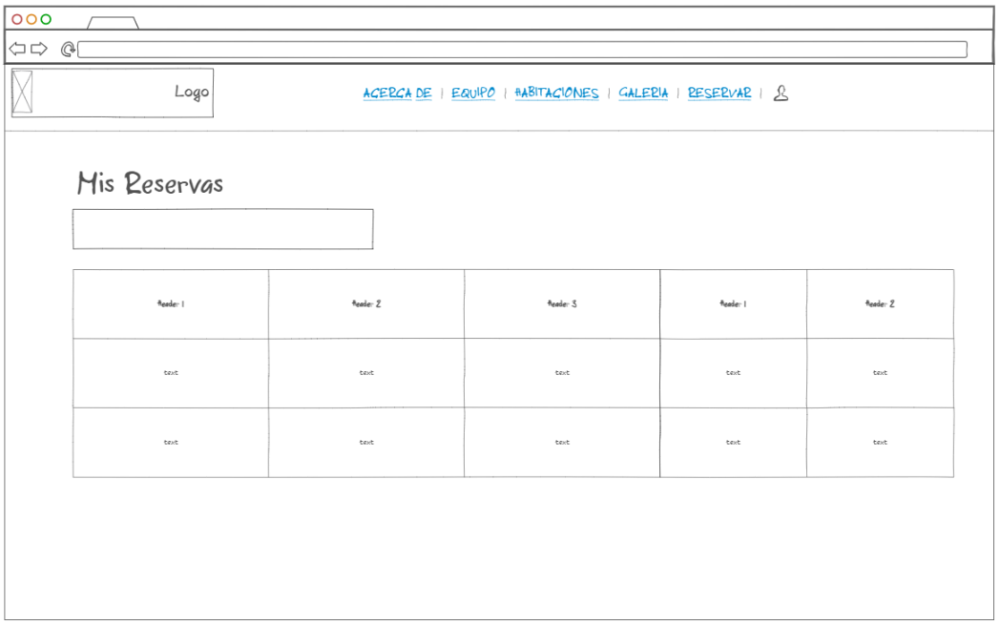 Logo
ACERCA DE | EQUIPO | HABITACIONES | GALERIA | RESERVAR |
Mis Reservas
Header 1 Header 2 Header 3 Header 1 Header 2
text text text text text
text text text text text